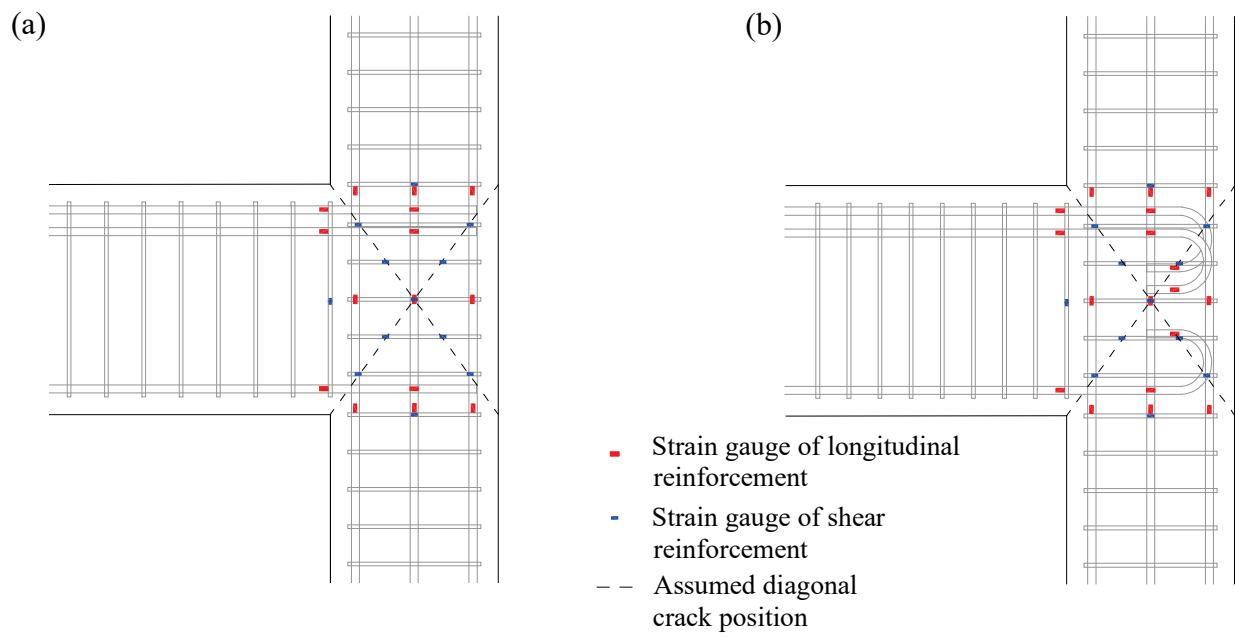 (a)
(b)
Strain gauge of longitudinal
reinforcement
Strain gauge of shear
reinforcement
Assumed diagonal
crack position